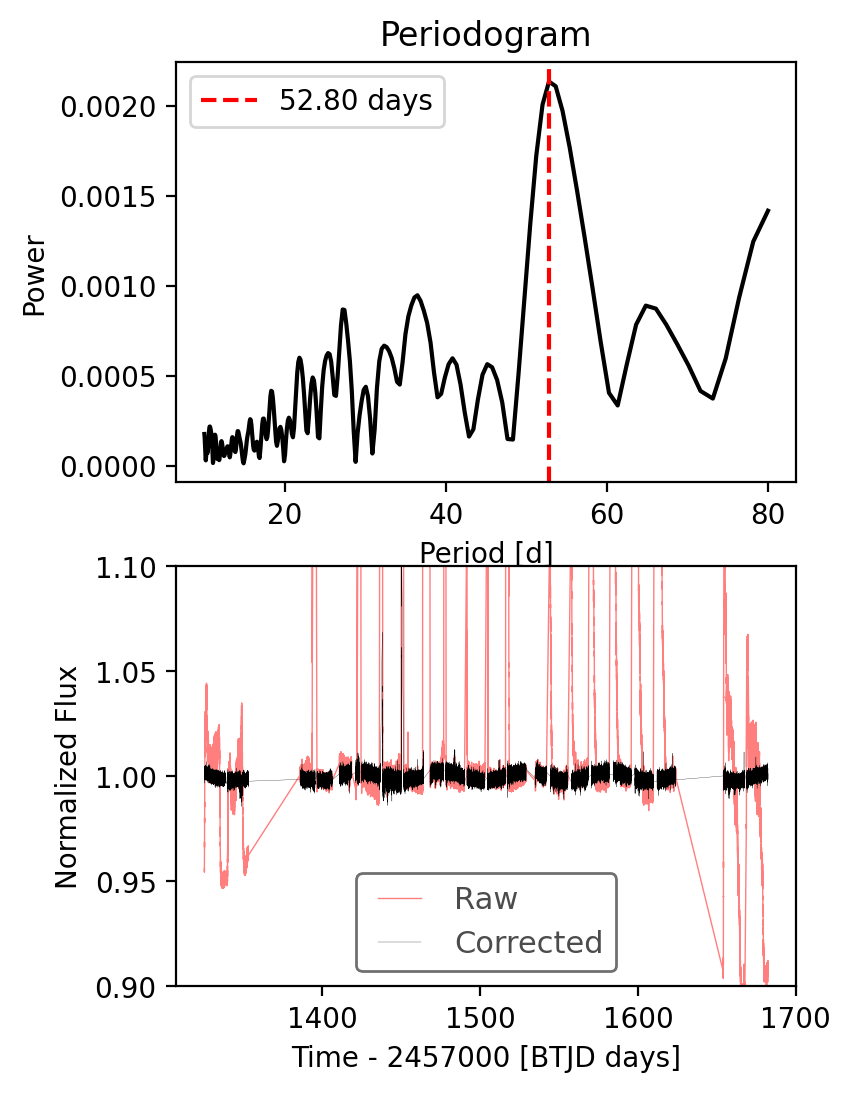 Periodogram
52.80 days
Power
0.0020
0.0015
0.0010
0.0005
0.0000
20 40 60 80
Period [d]
Normalized Flux
1.10
1.05
1.00
0.95
0.90
Raw
Corrected
1400 1500 1600 1700
Time - 2457000 [BTJD days]